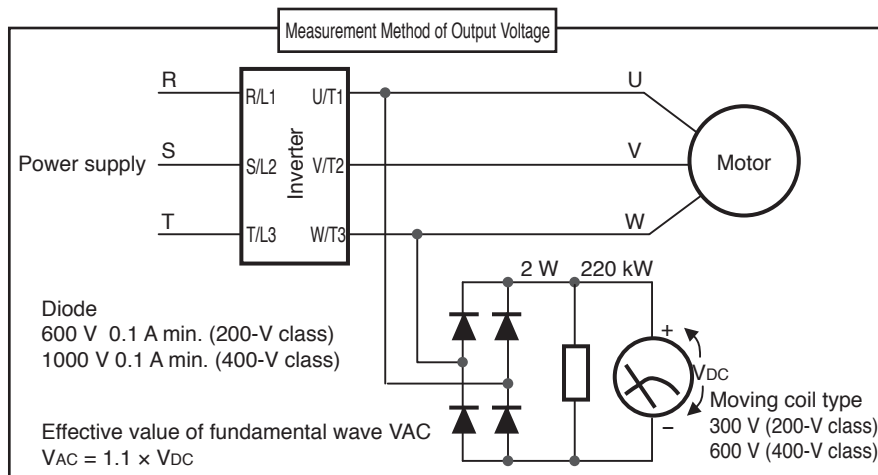 Measurement Method of Output Voltage
R
R/L1
U/T1
U
Power supply
S
S/L2
Inverter
V/T2
V
Motor
T
T/L3
W/T3
W
2 W
220 kW
Diode
600 V 0.1 A min. (200-V class)
1000 V 0.1 A min. (400-V class)
+
VDC
−
Moving coil type
300 V (200-V class)
600 V (400-V class)
Effective value of fundamental wave VAC
VAC = 1.1 × VDC